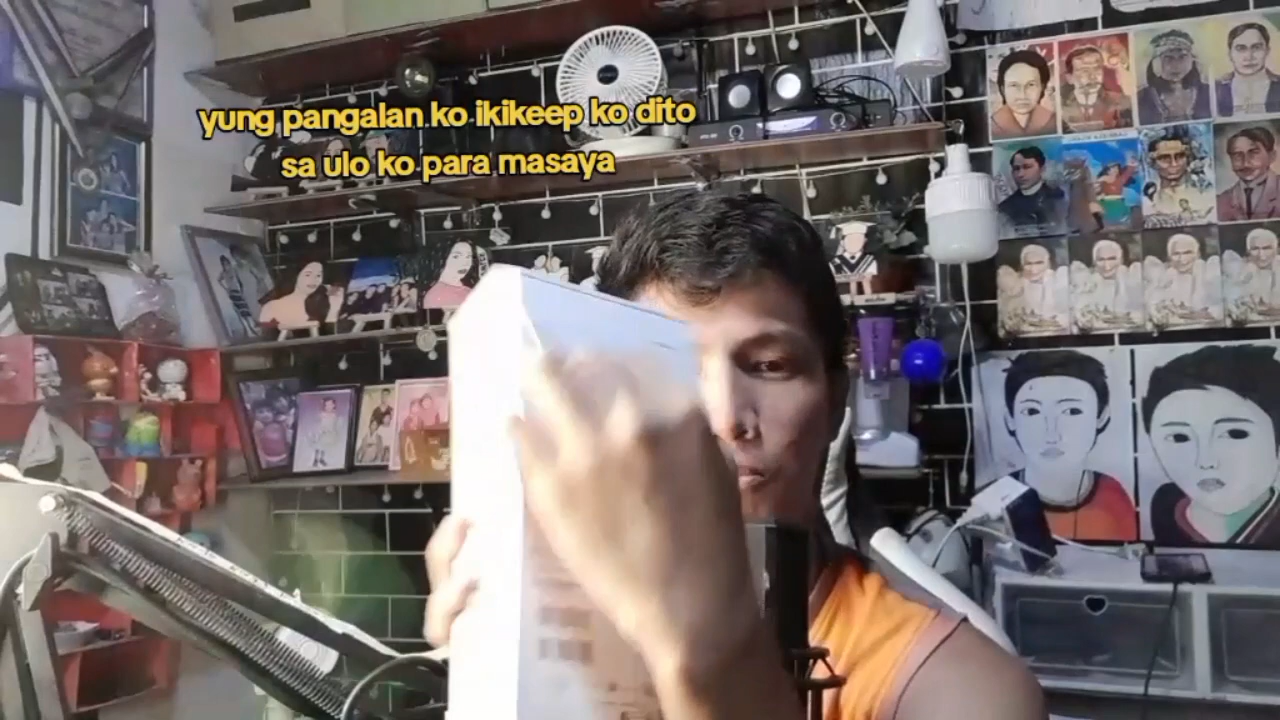 yung pangalan ko ikikeep ko dito
sa ulo ko para masaya